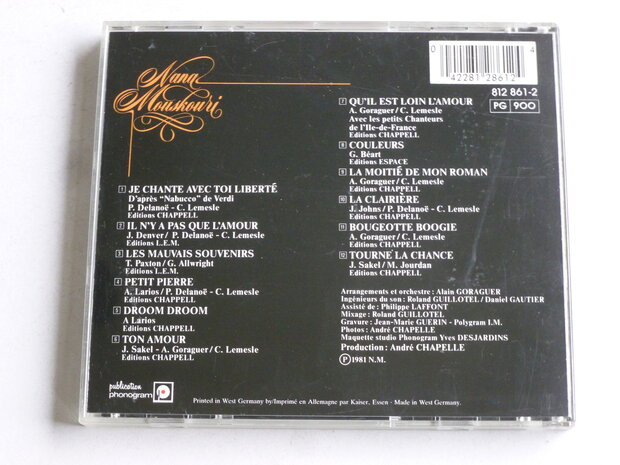 Nana
Mouskouri
1 JE CHANTE AVEC TOI LIBERTÉ
D'après "Nabucco" de Verdi
P. Delanoë - C. Lemesle
Editions CHAPPELL
2 IL N'Y A PAS QUE L'AMOUR
J. Denver/P. Delanoë - C. Lemesle
Editions L.E.M.
3 LES MAUVAIS SOUVENIRS
T. Paxton/G. Allwright
Editions L.E.M.
4 PETIT PIERRE
A. Larios/P. Delanoë - C. Lemesle
Editions CHAPPELL
5 DROOM DROOM
A Larios
Editions CHAPPELL
6 TON AMOUR
J. Sakel - A. Goraguer/C. Lemesle
Editions CHAPPELL
publication
phonogram
0 42281 28612 4
812 861-2
PG 900
7 QU'IL EST LOIN L'AMOUR
A. Goraguer/C. Lemesle
Avec les petits Chanteurs
de l'Ile-de-France
Editions CHAPPELL
8 COULEURS
G. Béart
Editions ESPACE
9 LA MOITIÉ DE MON ROMAN
A. Goraguer/C. Lemesle
Editions CHAPPELL
10 LA CLAIRIÈRE
J. Johns/P. Delanoë - C. Lemesle
Editions CHAPPELL
11 BOUGEOTTE BOOGIE
A. Goraguer/C. Lemesle
Editions CHAPPELL
12 TOURNE LA CHANCE
J. Sakel/M. Jourdan
Editions CHAPPELL
Arrangements et orchestre : Alain GORAGUER
Ingénieurs du son : Roland GUILLOTEL/Daniel GAUTIER
Assisté de : Philippe LAFFONT
Mixage : Roland GUILLOTEL
Gravure : Jean-Marie GUERIN - Polygram I.M.
Photos : André CHAPELLE
Maquette studio Phonogram Yves DESJARDINS
Production : André CHAPELLE
P 1981 N.M.
Printed in West Germany by/Imprimé en Allemagne par Kaiser, Essen - Made in West Germany.